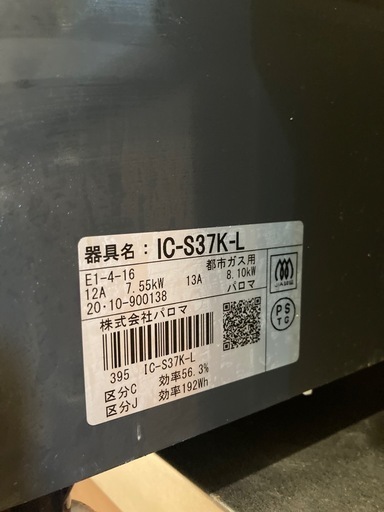 器具名: IC-S37K-L
E1-4-16 都市ガス用
12A 7.55kW 13A 8.10kW
20・10-900138 パロマ
株式会社パロマ
395 IC-S37K-L
区分C 効率56.3%
区分J 効率192Wh
PS
TG